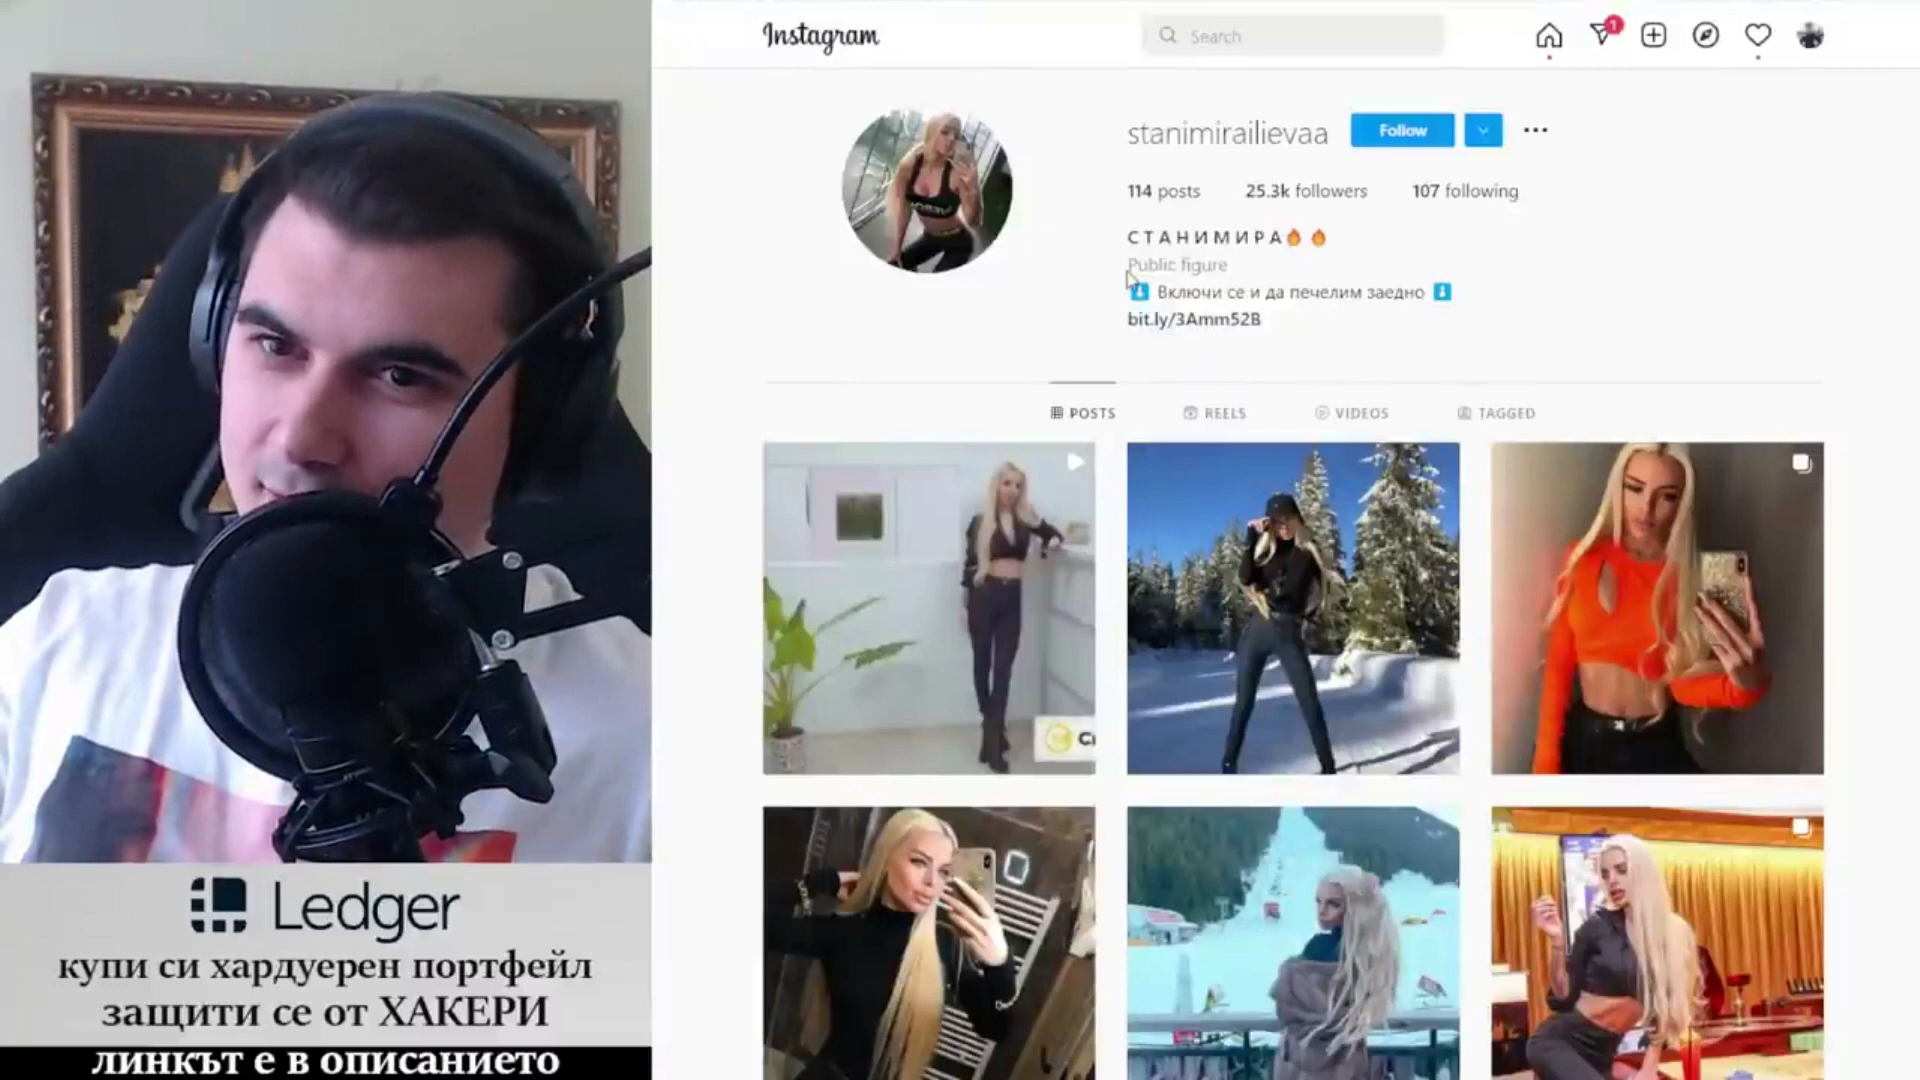 Instagram
Search
1
stanimirailievaa
Follow
114 posts 25.3k followers 107 following
СТАНИМИРА🔥🔥
Public figure
⬇️ Включи се и да печелим заедно ⬇️
bit.ly/3Amm52B
POSTS REELS VIDEOS TAGGED
Ledger
купи си хардуерен портфейл
защити се от ХАКЕРИ
линкът е в описанието